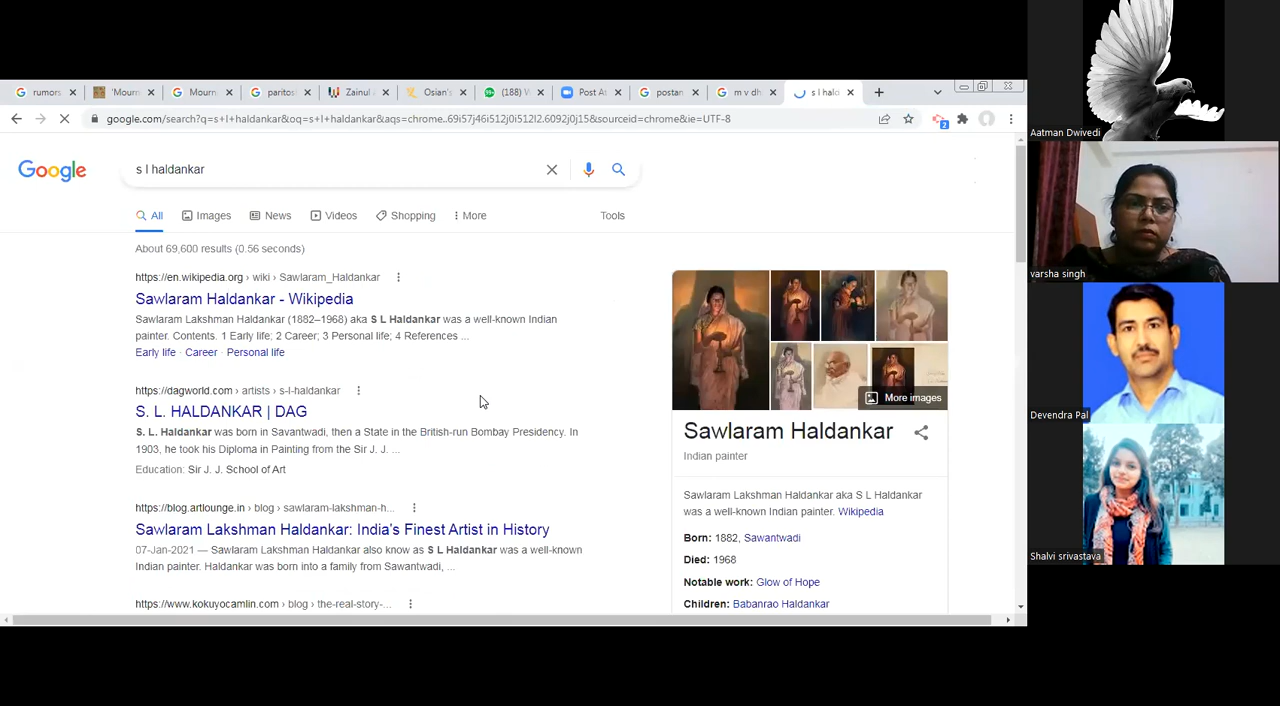 rumors
'Mourn
Mourn
paritos
Zainul
Osian's
(188) W
Post At
postan
m v dh
s l halo
google.com/search?q=s+l+haldankar&oq=s+l+haldankar&aqs=chrome..69i57j46i512j0i512l2.6092j0j15&sourceid=chrome&ie=UTF-8
2
Google
s l haldankar
All
Images
News
Videos
Shopping
More
Tools
About 69,600 results (0.56 seconds)
https://en.wikipedia.org › wiki › Sawlaram_Haldankar
Sawlaram Haldankar - Wikipedia
Sawlaram Lakshman Haldankar (1882–1968) aka S L Haldankar was a well-known Indian
painter. Contents. 1 Early life; 2 Career; 3 Personal life; 4 References ...
Early life · Career · Personal life
https://dagworld.com › artists › s-l-haldankar
S. L. HALDANKAR | DAG
S. L. Haldankar was born in Savantwadi, then a State in the British-run Bombay Presidency. In
1903, he took his Diploma in Painting from the Sir J. J. ...
Education: Sir J. J. School of Art
https://blog.artlounge.in › blog › sawlaram-lakshman-h...
Sawlaram Lakshman Haldankar: India's Finest Artist in History
07-Jan-2021 — Sawlaram Lakshman Haldankar also know as S L Haldankar was a well-known
Indian painter. Haldankar was born into a family from Sawantwadi, ...
https://www.kokuyocamlin.com › blog › the-real-story-...
More images
Sawlaram Haldankar
Indian painter
Sawlaram Lakshman Haldankar aka S L Haldankar
was a well-known Indian painter. Wikipedia
Born: 1882, Sawantwadi
Died: 1968
Notable work: Glow of Hope
Children: Babanrao Haldankar
Aatman Dwivedi
varsha singh
Devendra Pal
Shalvi srivastava